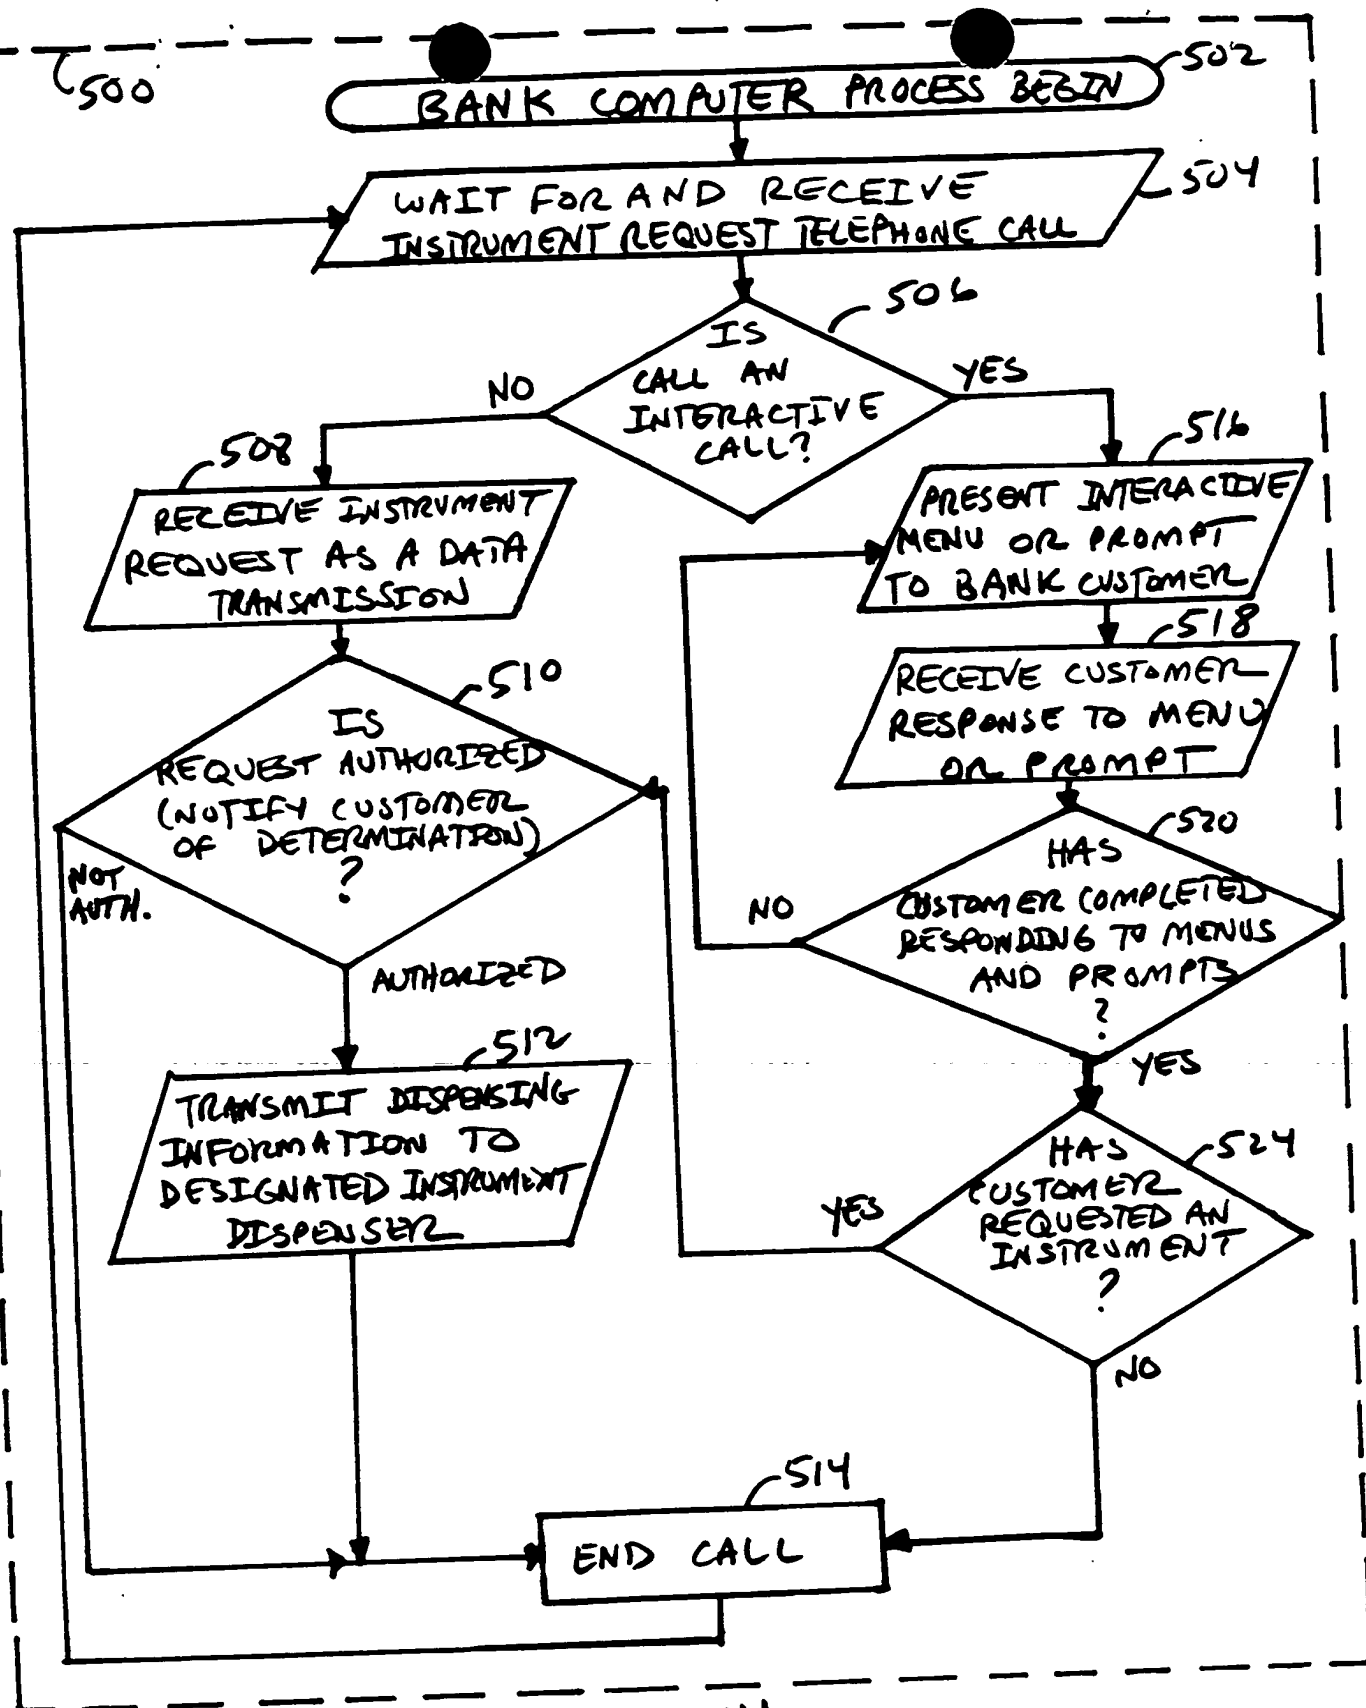 500
BANK COMPUTER PROCESS BEGIN
502
WAIT FOR AND RECEIVE
INSTRUMENT REQUEST TELEPHONE CALL
504
506
IS
CALL AN
INTERACTIVE
CALL?
NO
YES
508
RECEIVE INSTRUMENT
REQUEST AS A DATA
TRANSMISSION
516
PRESENT INTERACTIVE
MENU OR PROMPT
TO BANK CUSTOMER
518
RECEIVE CUSTOMER
RESPONSE TO MENU
OR PROMPT
510
IS
REQUEST AUTHORIZED
(NOTIFY CUSTOMER
OF DETERMINATION)
?
NOT
AUTH.
AUTHORIZED
520
HAS
CUSTOMER COMPLETED
RESPONDING TO MENUS
AND PROMPTS
?
NO
YES
512
TRANSMIT DISPENSING
INFORMATION TO
DESIGNATED INSTRUMENT
DISPENSER
524
HAS
CUSTOMER
REQUESTED AN
INSTRUMENT
?
YES
NO
514
END CALL